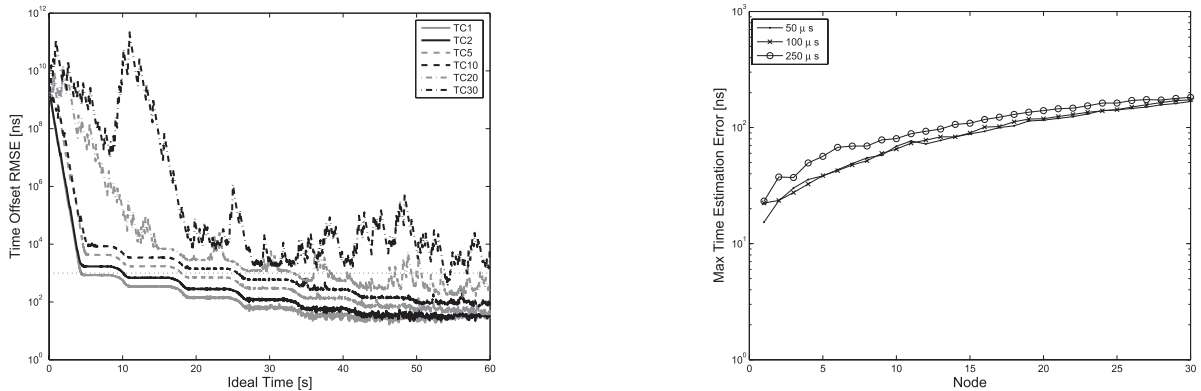 Time Offset RMSE [ns]
10^12
10^10
10^8
10^6
10^4
10^2
10^0
TC1
TC2
TC5
TC10
TC20
TC30
0 10 20 30 40 50 60
Ideal Time [s]
Max Time Estimation Error [ns]
10^3
10^2
10^1
10^0
50 μ s
100 μ s
250 μ s
0 5 10 15 20 25 30
Node